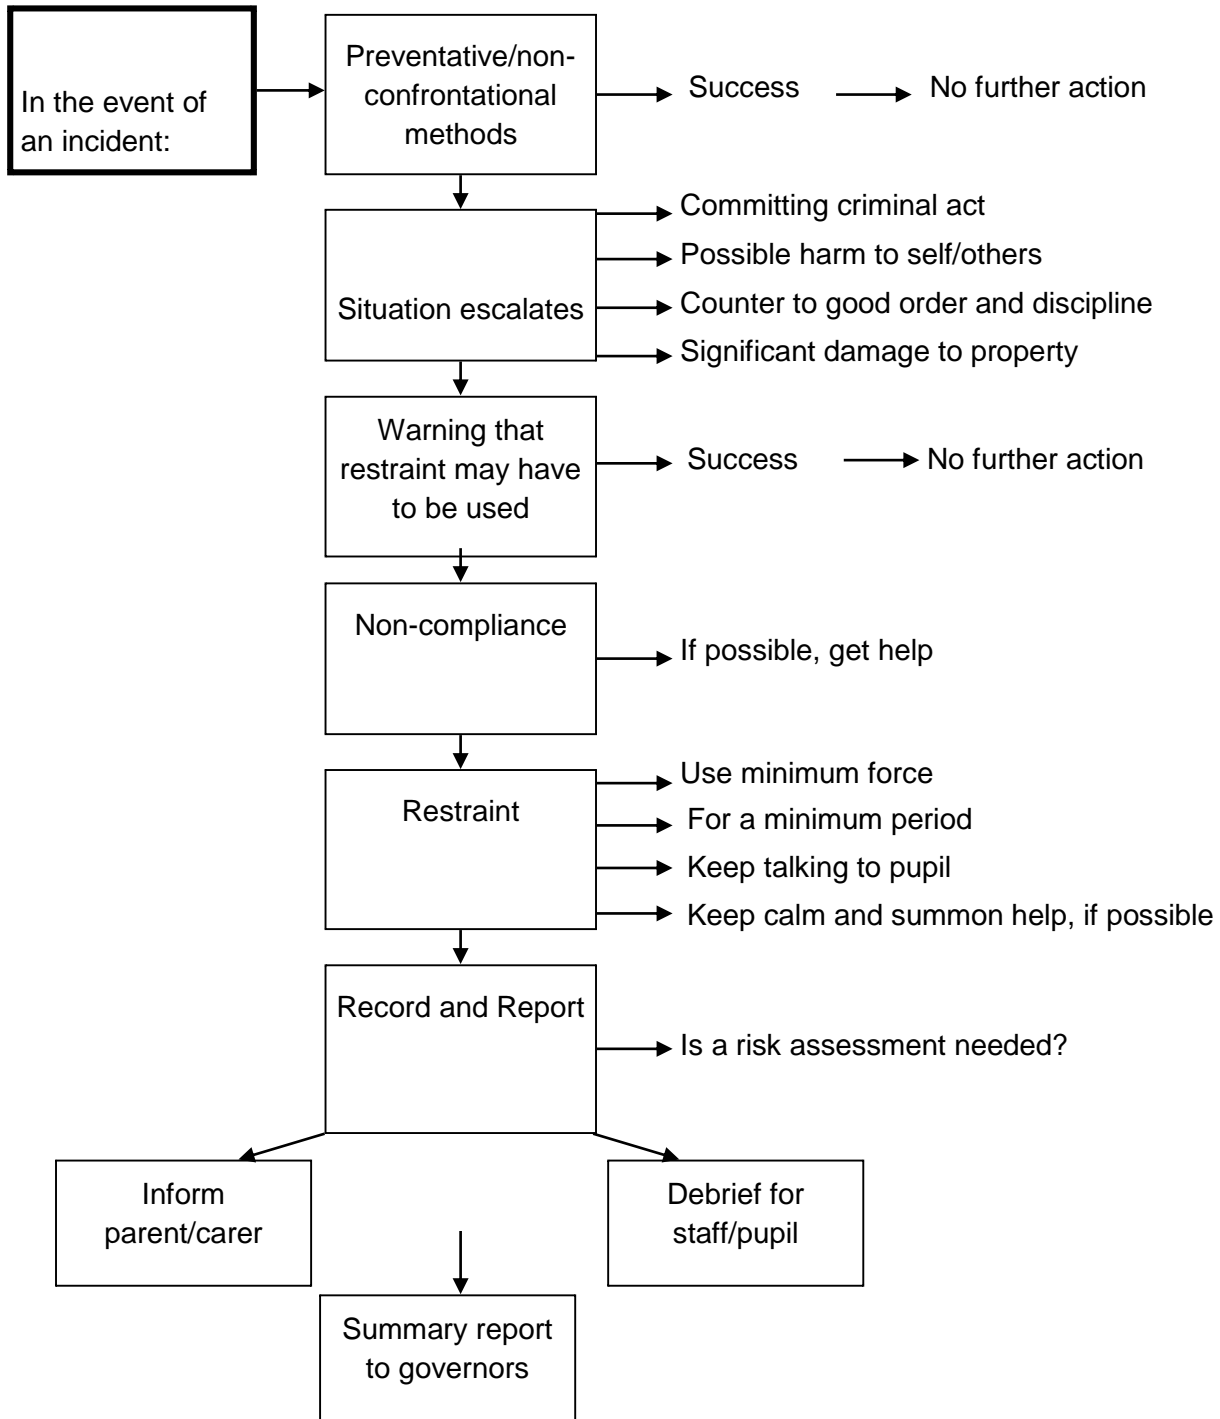 In the event of
an incident:
Preventative/non-
confrontational
methods
Success
No further action
Situation escalates
Committing criminal act
Possible harm to self/others
Counter to good order and discipline
Significant damage to property
Warning that
restraint may have
to be used
Success
No further action
Non-compliance
If possible, get help
Restraint
Use minimum force
For a minimum period
Keep talking to pupil
Keep calm and summon help, if possible
Record and Report
Is a risk assessment needed?
Inform
parent/carer
Debrief for
staff/pupil
Summary report
to governors